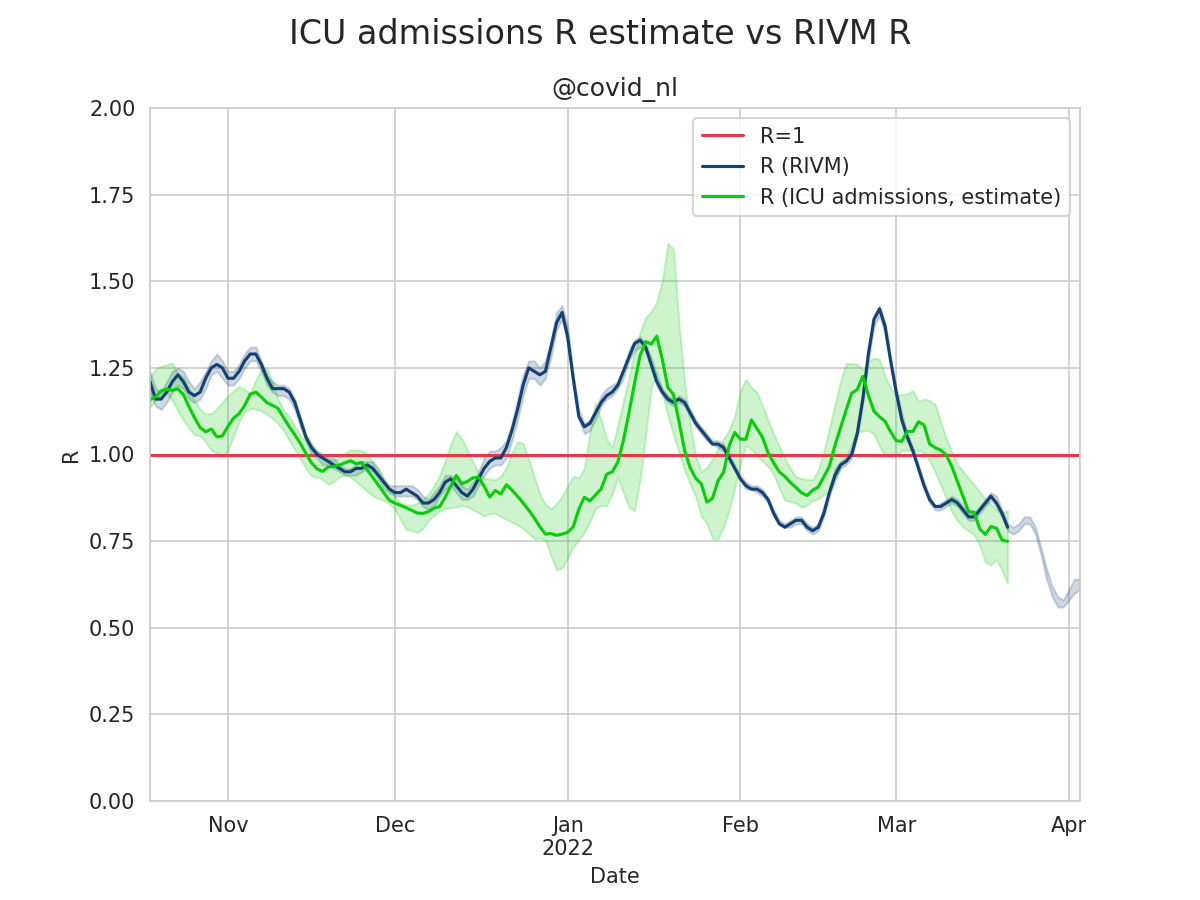 ICU admissions R estimate vs RIVM R
@covid_nl
R=1
R (RIVM)
R (ICU admissions, estimate)
2.00
1.75
1.50
1.25
1.00
0.75
0.50
0.25
0.00
R
Nov
Dec
Jan
2022
Feb
Mar
Apr
Date